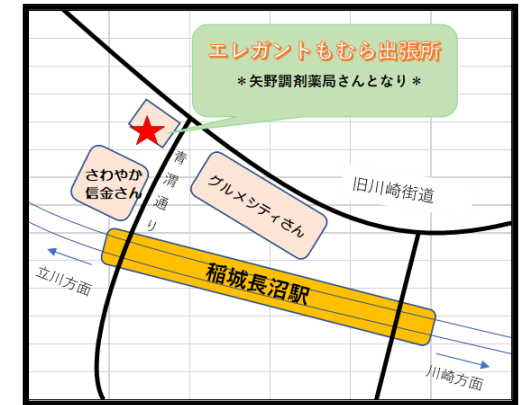 エレガントもむら出張所
＊矢野調剤薬局さんとなり＊
青渭通り
さわやか
信金さん
グルメシティさん
旧川崎街道
稲城長沼駅
立川方面
川崎方面